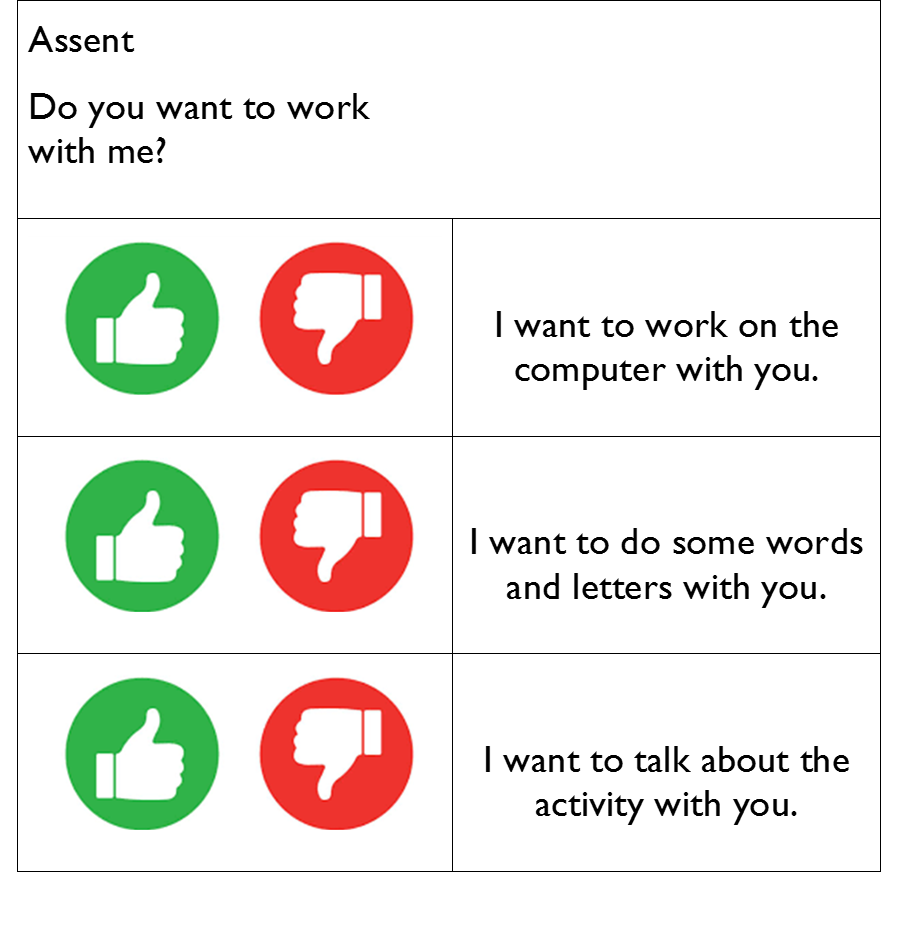 Assent
Do you want to work
with me?
I want to work on the
computer with you.
I want to do some words
and letters with you.
I want to talk about the
activity with you.